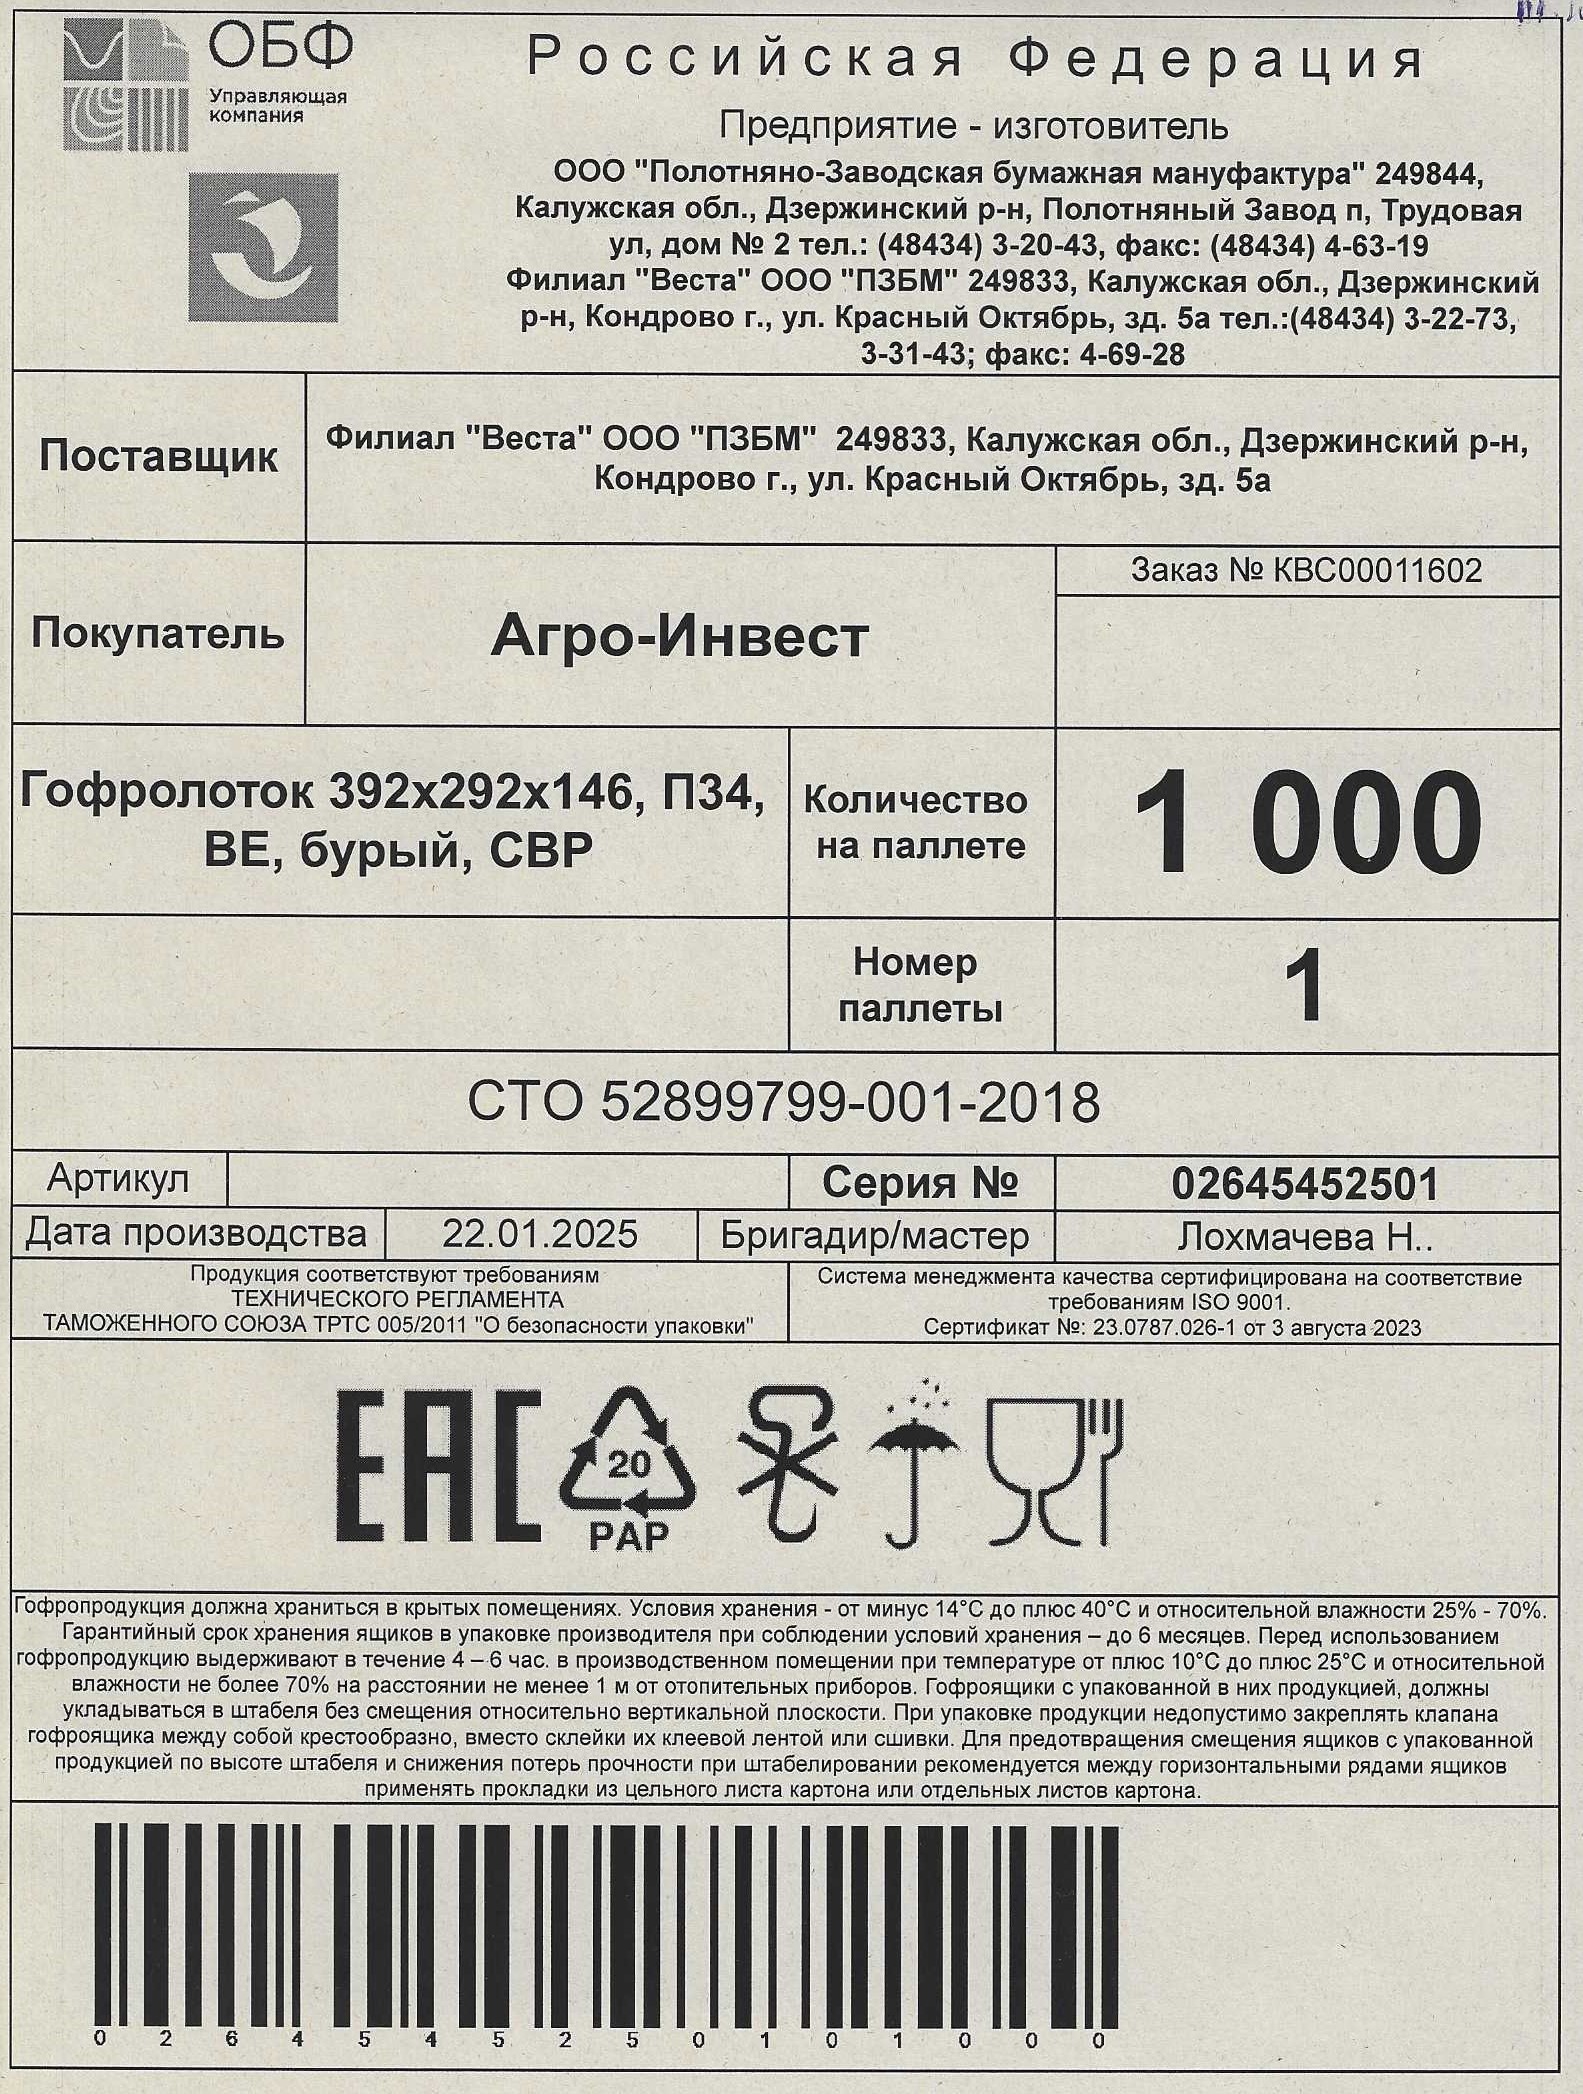 ОБФ
Управляющая
компания
Российская Федерация
Предприятие - изготовитель
ООО "Полотняно-Заводская бумажная мануфактура" 249844,
Калужская обл., Дзержинский р-н, Полотняный Завод п, Трудовая
ул, дом № 2 тел.: (48434) 3-20-43, факс: (48434) 4-63-19
Филиал "Веста" ООО "ПЗБМ" 249833, Калужская обл., Дзержинский
р-н, Кондрово г., ул. Красный Октябрь, зд. 5а тел.:(48434) 3-22-73,
3-31-43; факс: 4-69-28
Поставщик
Филиал "Веста" ООО "ПЗБМ" 249833, Калужская обл., Дзержинский р-н,
Кондрово г., ул. Красный Октябрь, зд. 5а
Покупатель
Агро-Инвест
Заказ № КВС00011602
Гофролоток 392х292х146, П34,
ВЕ, бурый, СВР
Количество
на паллете
1 000
Номер
паллеты
1
СТО 52899799-001-2018
Артикул
Серия №
02645452501
Дата производства
22.01.2025
Бригадир/мастер
Лохмачева Н..
Продукция соответствуют требованиям
ТЕХНИЧЕСКОГО РЕГЛАМЕНТА
ТАМОЖЕННОГО СОЮЗА ТРТС 005/2011 "О безопасности упаковки"
Система менеджмента качества сертифицирована на соответствие
требованиям ISO 9001.
Сертификат №: 23.0787.026-1 от 3 августа 2023
EAC
20
PAP
Гофропродукция должна храниться в крытых помещениях. Условия хранения - от минус 14°С до плюс 40°С и относительной влажности 25% - 70%.
Гарантийный срок хранения ящиков в упаковке производителя при соблюдении условий хранения – до 6 месяцев. Перед использованием
гофропродукцию выдерживают в течение 4 – 6 час. в производственном помещении при температуре от плюс 10°С до плюс 25°С и относительной
влажности не более 70% на расстоянии не менее 1 м от отопительных приборов. Гофроящики с упакованной в них продукцией, должны
укладываться в штабеля без смещения относительно вертикальной плоскости. При упаковке продукции недопустимо закреплять клапана
гофроящика между собой крестообразно, вместо склейки их клеевой лентой или сшивки. Для предотвращения смещения ящиков с упакованной
продукцией по высоте штабеля и снижения потерь прочности при штабелировании рекомендуется между горизонтальными рядами ящиков
применять прокладки из цельного листа картона или отдельных листов картона.
0 2 6 4 5 4 5 2 5 0 1 0 1 0 0 0